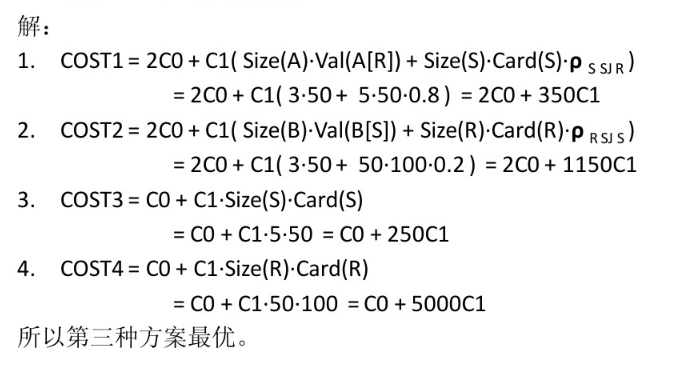 解：
1. COST1 = 2C0 + C1( Size(A)·Val(A[R]) + Size(S)·Card(S)·ρ S SJ R )
= 2C0 + C1( 3·50 + 5·50·0.8 ) = 2C0 + 350C1
2. COST2 = 2C0 + C1( Size(B)·Val(B[S]) + Size(R)·Card(R)·ρ R SJ S )
= 2C0 + C1( 3·50 + 50·100·0.2 ) = 2C0 + 1150C1
3. COST3 = C0 + C1·Size(S)·Card(S)
= C0 + C1·5·50 = C0 + 250C1
4. COST4 = C0 + C1·Size(R)·Card(R)
= C0 + C1·50·100 = C0 + 5000C1
所以第三种方案最优。